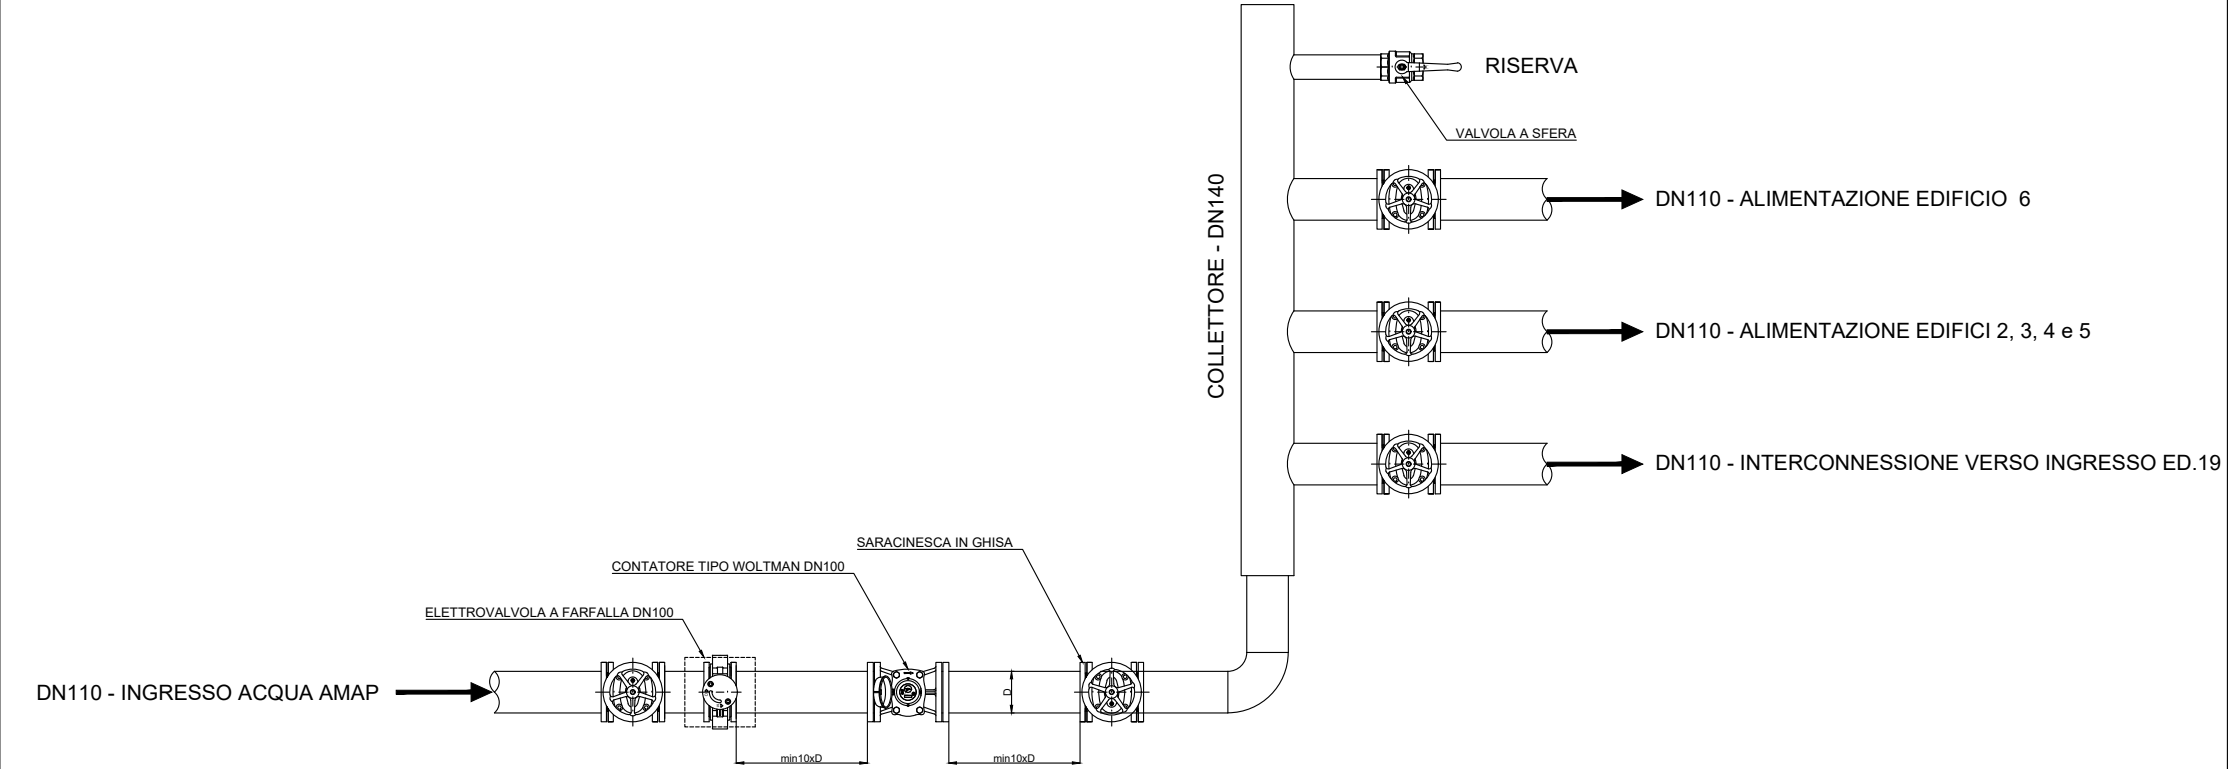 RISERVA
VALVOLA A SFERA
COLLETTORE - DN140
DN110 - ALIMENTAZIONE EDIFICIO 6
DN110 - ALIMENTAZIONE EDIFICI 2, 3, 4 e 5
DN110 - INTERCONNESSIONE VERSO INGRESSO ED.19
SARACINESCA IN GHISA
CONTATORE TIPO WOLTMAN DN100
ELETTROVALVOLA A FARFALLA DN100
DN110 - INGRESSO ACQUA AMAP
D
min10xD
min10xD